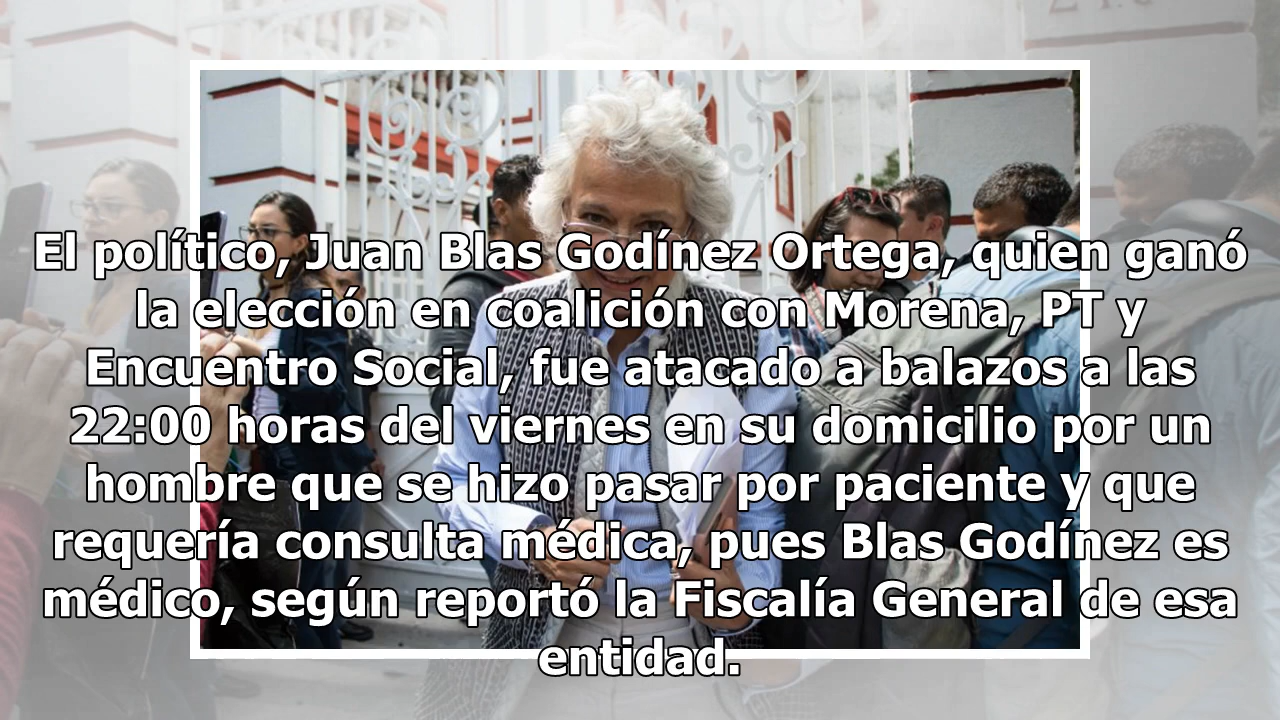 El político, Juan Blas Godínez Ortega, quien ganó
la elección en coalición con Morena, PT y
Encuentro Social, fue atacado a balazos a las
22:00 horas del viernes en su domicilio por un
hombre que se hizo pasar por paciente y que
requería consulta médica, pues Blas Godínez es
médico, según reportó la Fiscalía General de esa
entidad.